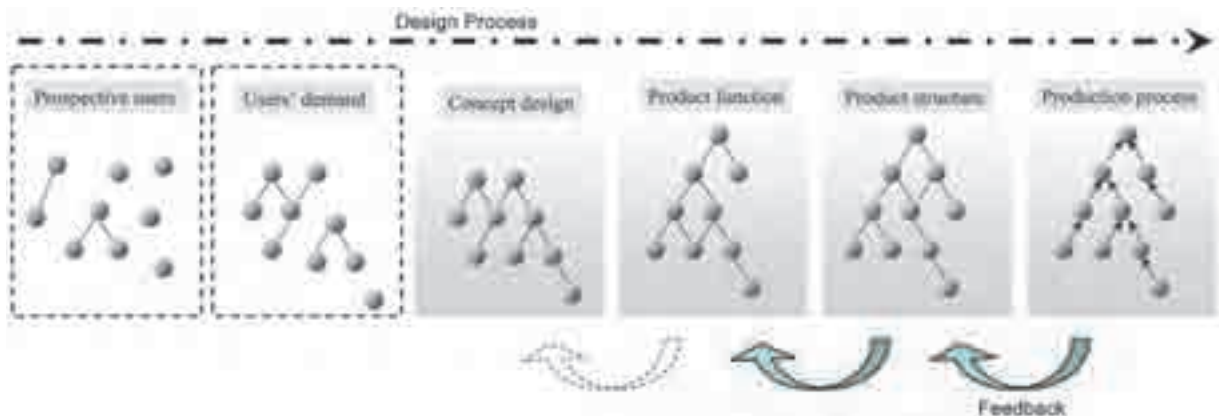 Design Process
Prospective users
Users' demand
Concept design
Product function
Product structure
Production process
Feedback